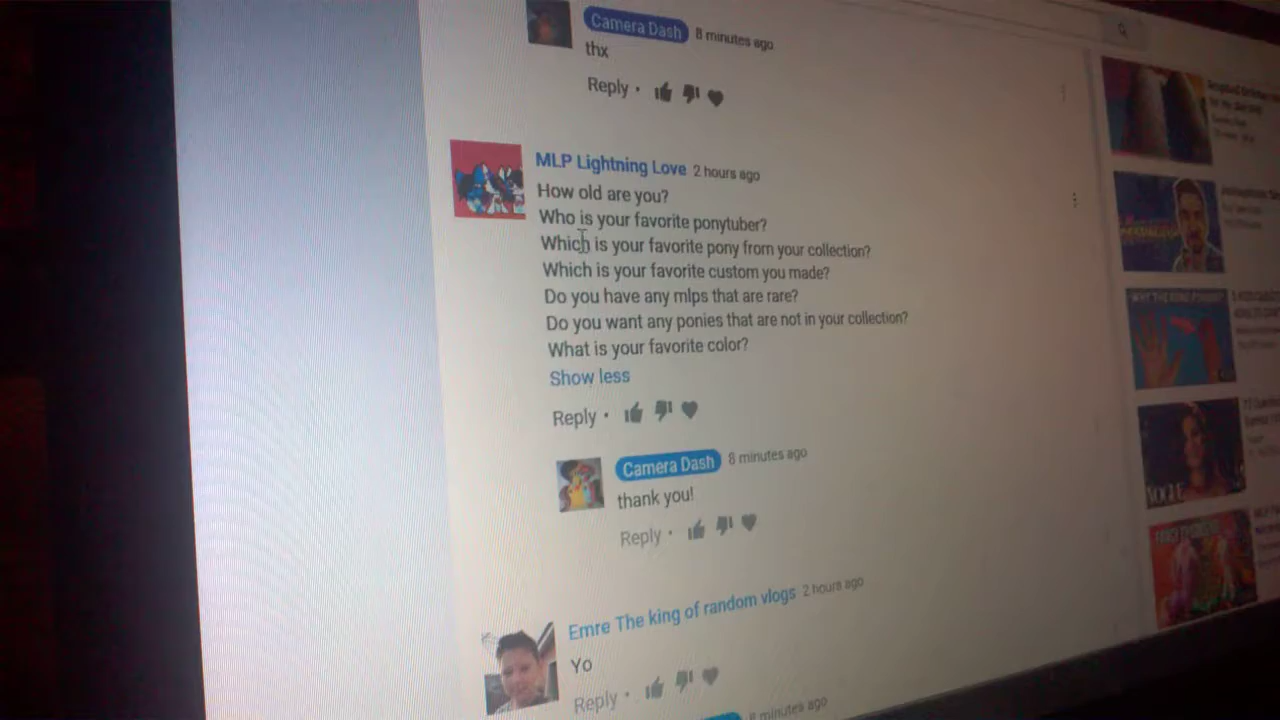 Camera Dash 8 minutes ago
thx
Reply
MLP Lightning Love 2 hours ago
How old are you?
Who is your favorite ponytuber?
Which is your favorite pony from your collection?
Which is your favorite custom you made?
Do you have any mlps that are rare?
Do you want any ponies that are not in your collection?
What is your favorite color?
Show less
Reply
Camera Dash 8 minutes ago
thank you!
Reply
Emre The king of random vlogs 2 hours ago
Yo
Reply
8 minutes ago
VOGUE